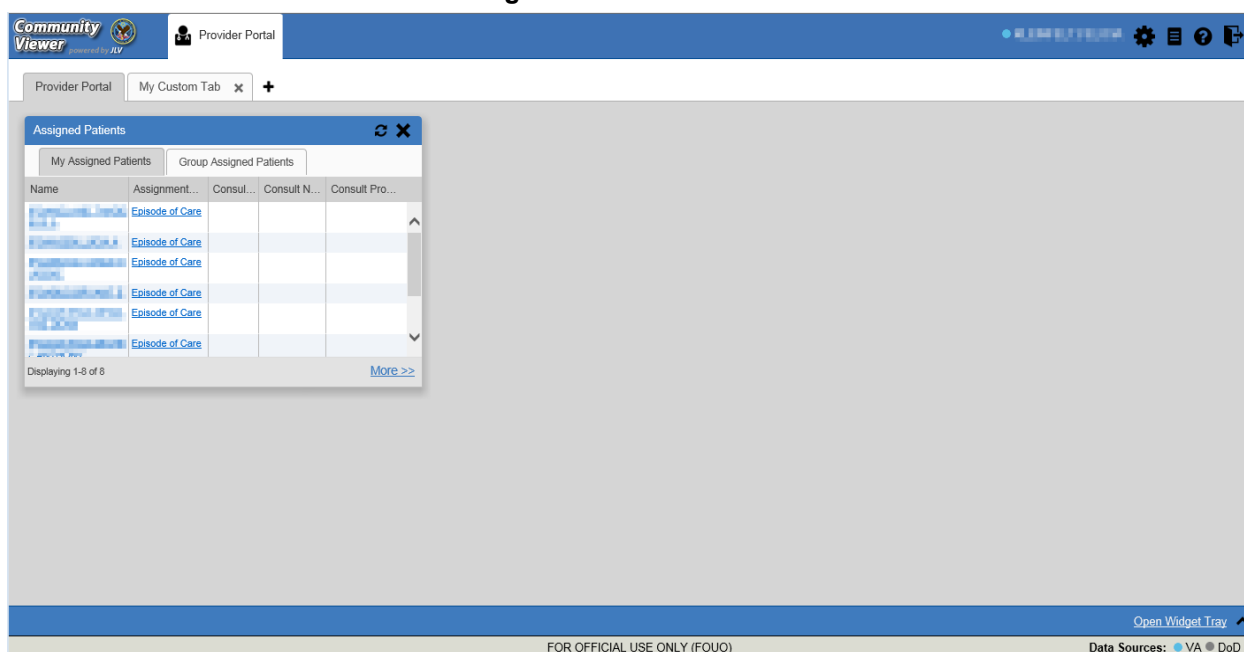 Community
Viewer powered by JLV
Provider Portal
Provider Portal
My Custom Tab
Assigned Patients
My Assigned Patients
Group Assigned Patients
Name Assignment... Consul... Consult N... Consult Pro...
Episode of Care
Episode of Care
Episode of Care
Episode of Care
Episode of Care
Episode of Care
Displaying 1-8 of 8
More >>
Open Widget Tray
FOR OFFICIAL USE ONLY (FOUO)
Data Sources: VA DoD